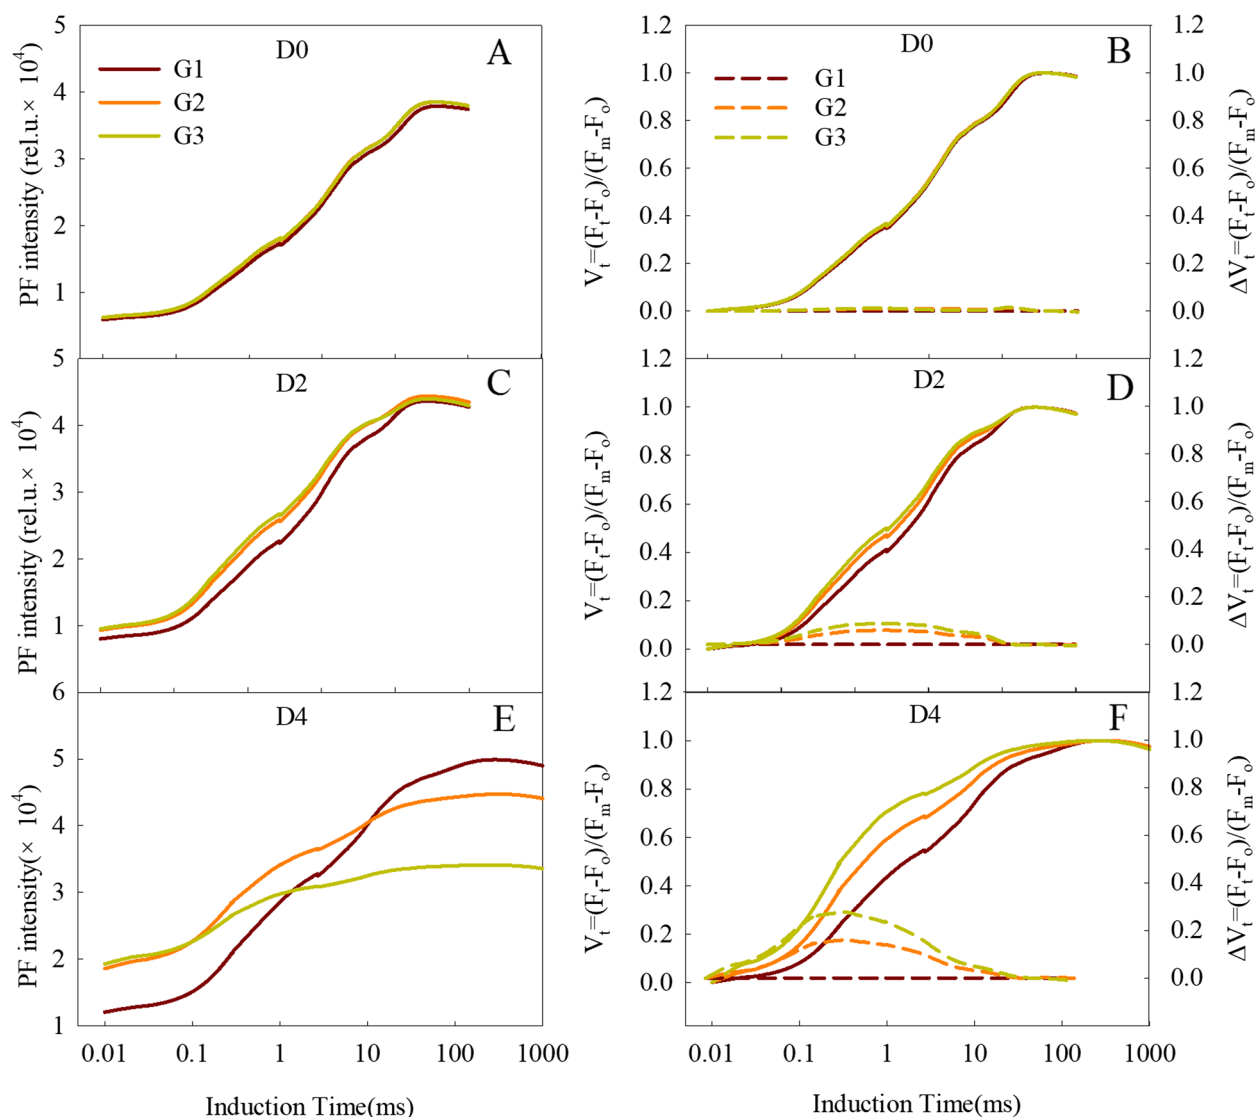 D0
A
G1
G2
G3
5
4
3
2
1
PF intensity (rel.u.× 10⁴)
D0
B
G1
G2
G3
1.2
1.0
0.8
0.6
0.4
0.2
0.0
Vₜ=(Fₜ-Fₒ)/(Fₘ-Fₒ)
1.2
1.0
0.8
0.6
0.4
0.2
0.0
ΔVₜ=(Fₜ-Fₒ)/(Fₘ-Fₒ)
D2
C
5
4
3
2
1
PF intensity (rel.u.× 10⁴)
D2
D
1.2
1.0
0.8
0.6
0.4
0.2
0.0
Vₜ=(Fₜ-Fₒ)/(Fₘ-Fₒ)
1.2
1.0
0.8
0.6
0.4
0.2
0.0
ΔVₜ=(Fₜ-Fₒ)/(Fₘ-Fₒ)
D4
E
6
5
4
3
2
1
PF intensity(× 10⁴)
0.01 0.1 1 10 100 1000
Induction Time(ms)
D4
F
1.2
1.0
0.8
0.6
0.4
0.2
0.0
Vₜ=(Fₜ-Fₒ)/(Fₘ-Fₒ)
1.2
1.0
0.8
0.6
0.4
0.2
0.0
ΔVₜ=(Fₜ-Fₒ)/(Fₘ-Fₒ)
0.01 0.1 1 10 100 1000
Induction Time(ms)